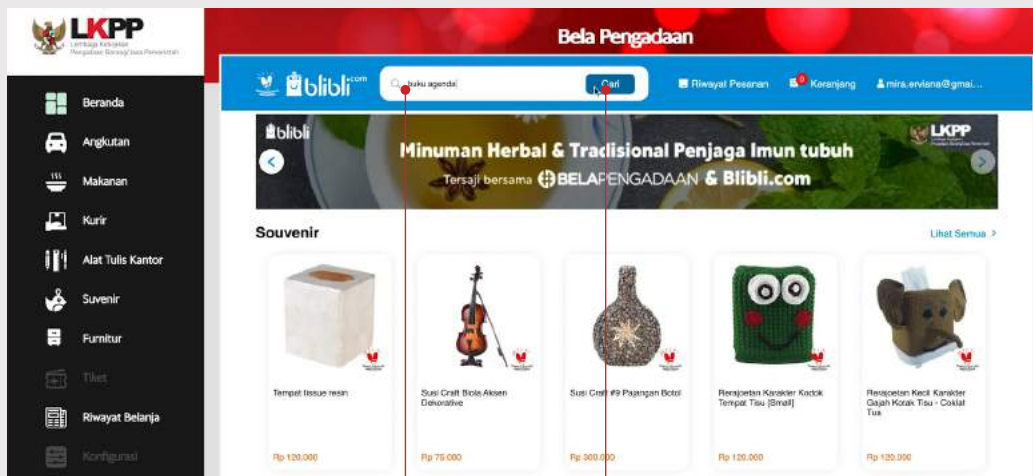 LKPP
Lembaga Kebijakan
Pengadaan Barang/Jasa Pemerintah
Bela Pengadaan
blibli.com
buku agenda
Cari
Riwayat Pesanan
0
Keranjang
mira.erviana@gmai...
Beranda
Angkutan
Makanan
Kurir
Alat Tulis Kantor
Suvenir
Furnitur
Tiket
Riwayat Belanja
Konfigurasi
blibli
LKPP
Minuman Herbal & Tradisional Penjaga Imun tubuh
Tersaji bersama #BELAPENGADAAN & Blibli.com
Souvenir
Lihat Semua >
Tempat tissue resin
Rp 120.000
Susi Craft Biola Aksen
Dekorative
Rp 75.000
Susi Craft #9 Pajangan Botol
Rp 300.000
Pierajoetan Karakter Kodok
Tempat Tisu [Small]
Rp 120.000
Pierajoetan Kecil Karakter
Gajah Kotak Tisu - Coklat
Tua
Rp 120.000